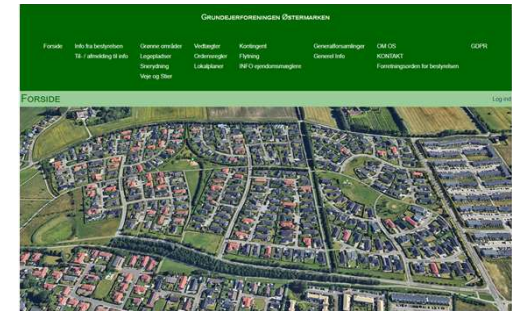 GRUNDEJERFORENINGEN ØSTERMARKEN
Forside Info fra bestyrelsen Grønne områder Vedtægter Kontingent Generalforsamlinger OM OS GDPR
Til- / afmelding til info Legepladser Ordensregler Flytning Generel Info KONTAKT
Snerydning Lokalplaner INFO ejendomsmæglere Forretningsorden for bestyrelsen
Veje og Stier
FORSIDE Log ind